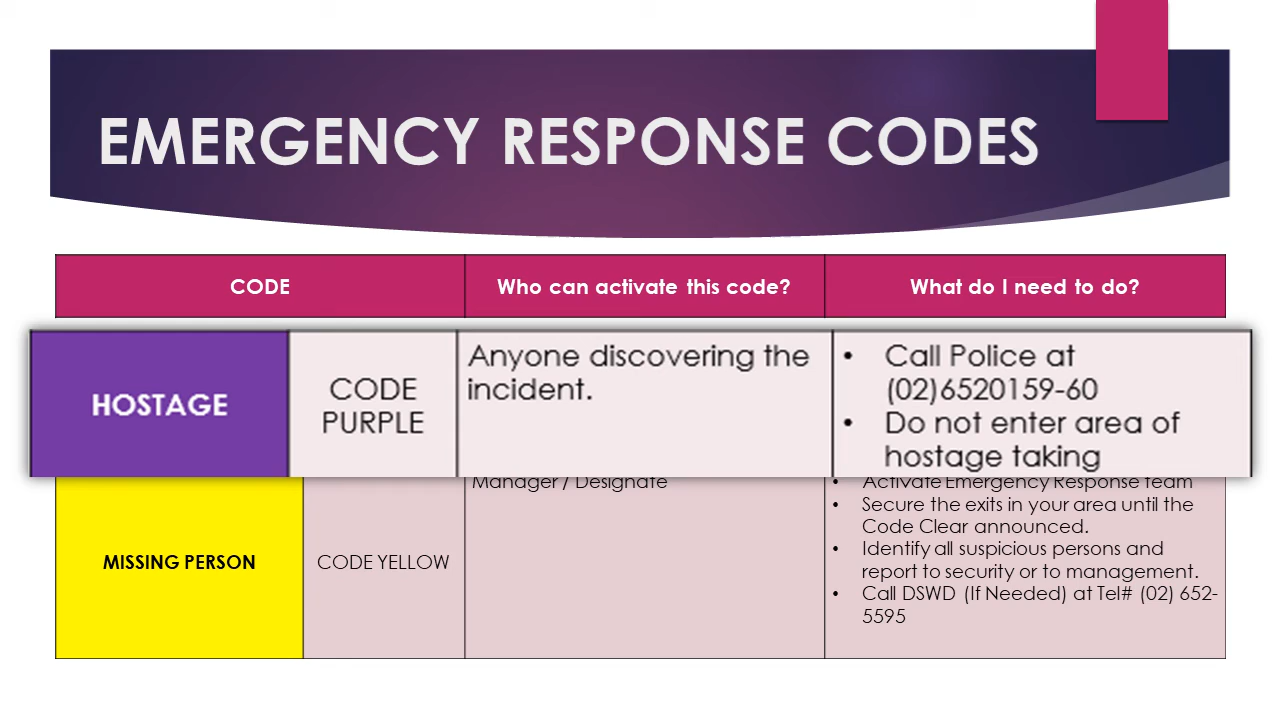 EMERGENCY RESPONSE CODES
CODE
Who can activate this code?
What do I need to do?
HOSTAGE
CODE
PURPLE
Anyone discovering the
incident.
• Call Police at
(02)6520159-60
• Do not enter area of
hostage taking
MISSING PERSON
CODE YELLOW
Manager / Designate
• Activate Emergency Response team
• Secure the exits in your area until the
Code Clear announced.
• Identify all suspicious persons and
report to security or to management.
• Call DSWD (If Needed) at Tel# (02) 652-
5595